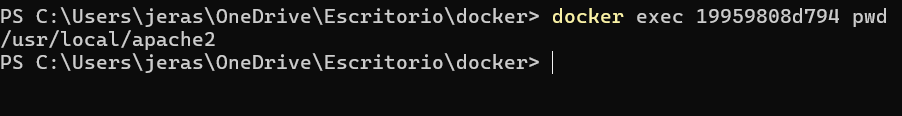 PS C:\Users\jeras\OneDrive\Escritorio\docker> docker exec 19959808d794 pwd
/usr/local/apache2
PS C:\Users\jeras\OneDrive\Escritorio\docker>